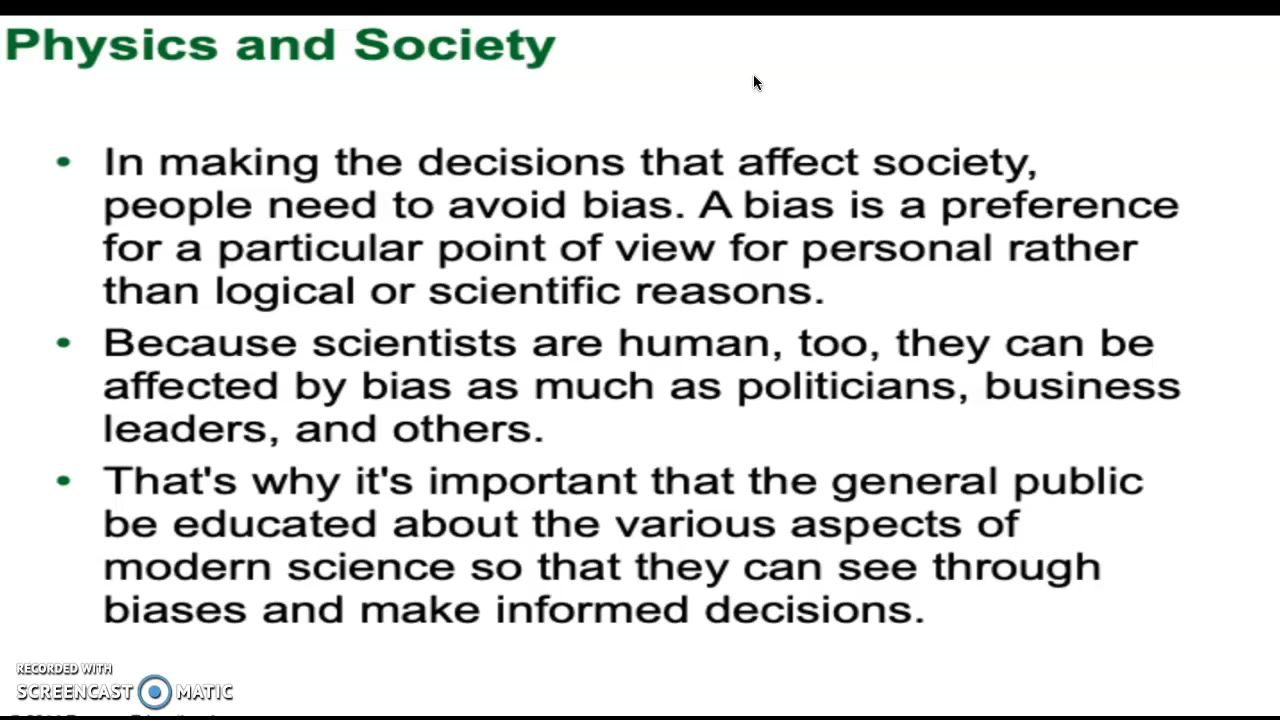 Physics and Society
• In making the decisions that affect society,
people need to avoid bias. A bias is a preference
for a particular point of view for personal rather
than logical or scientific reasons.
• Because scientists are human, too, they can be
affected by bias as much as politicians, business
leaders, and others.
• That's why it's important that the general public
be educated about the various aspects of
modern science so that they can see through
biases and make informed decisions.
RECORDED WITH
SCREENCAST MATIC